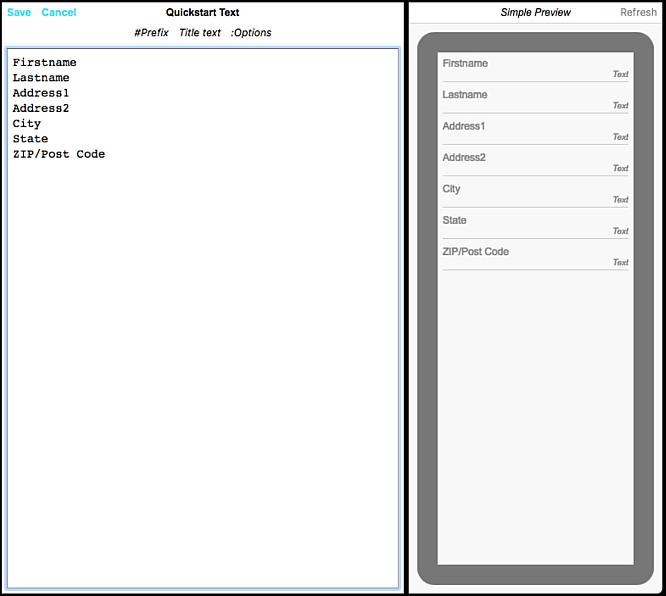 Save Cancel Quickstart Text
#Prefix Title text :Options
Firstname
Lastname
Address1
Address2
City
State
ZIP/Post Code
Simple Preview Refresh
Firstname
Text
Lastname
Text
Address1
Text
Address2
Text
City
Text
State
Text
ZIP/Post Code
Text